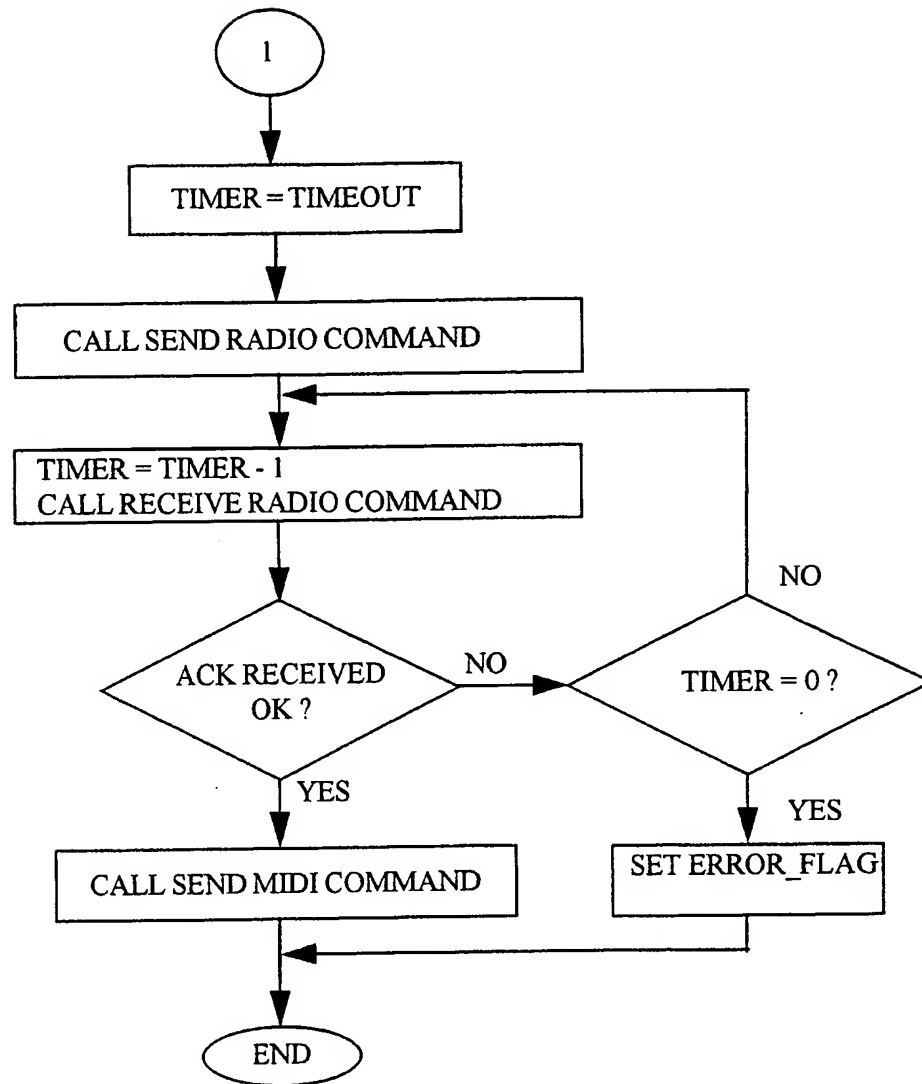 1
TIMER = TIMEOUT
CALL SEND RADIO COMMAND
TIMER = TIMER - 1
CALL RECEIVE RADIO COMMAND
NO
ACK RECEIVED
OK ?
NO
TIMER = 0 ?
YES
YES
CALL SEND MIDI COMMAND
SET ERROR_FLAG
END